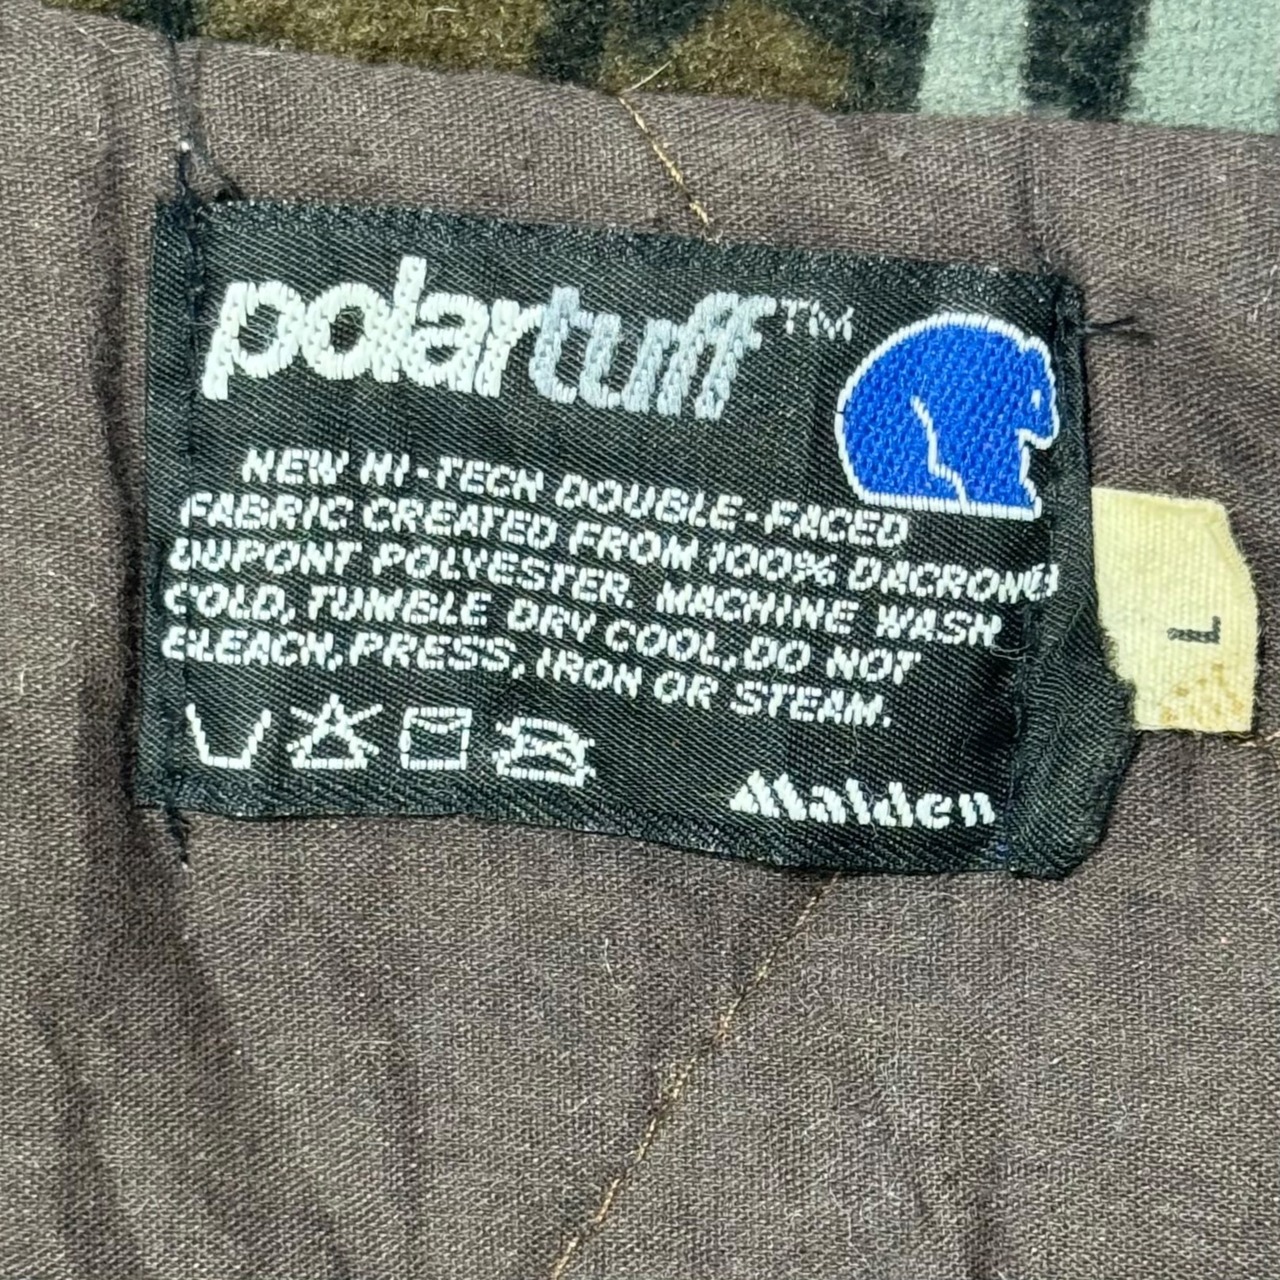 polartuff™
NEW HI-TECH DOUBLE-FACED
FABRIC CREATED FROM 100% DACRON®
DUPONT POLYESTER. MACHINE WASH
COLD, TUMBLE DRY COOL, DO NOT
BLEACH, PRESS, IRON OR STEAM.
Malden
L